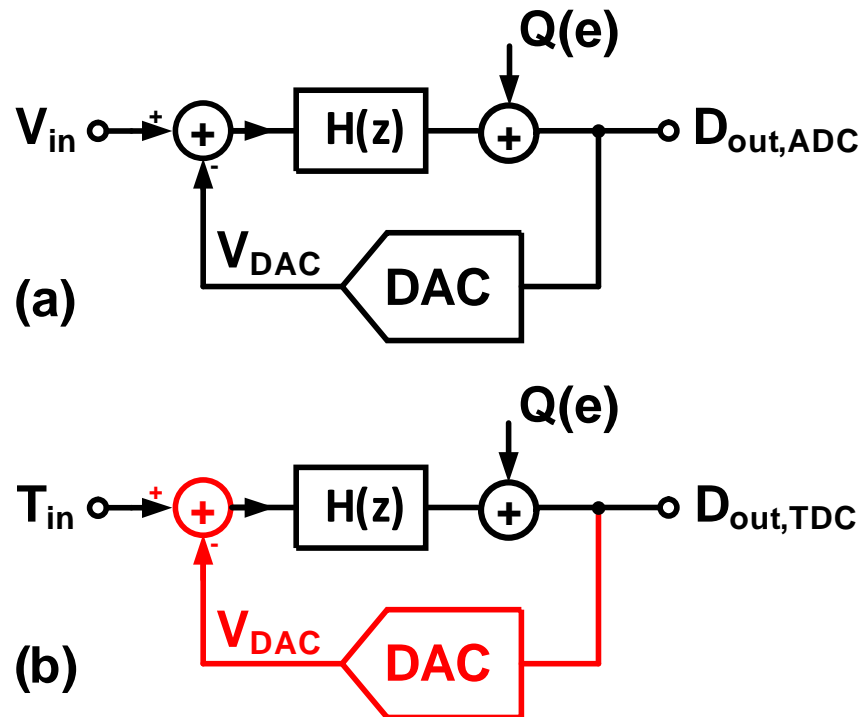 Q(e)
V_in + + H(z) + D_out,ADC
-
V_DAC
DAC
(a)
Q(e)
T_in + + H(z) + D_out,TDC
-
V_DAC
DAC
(b)